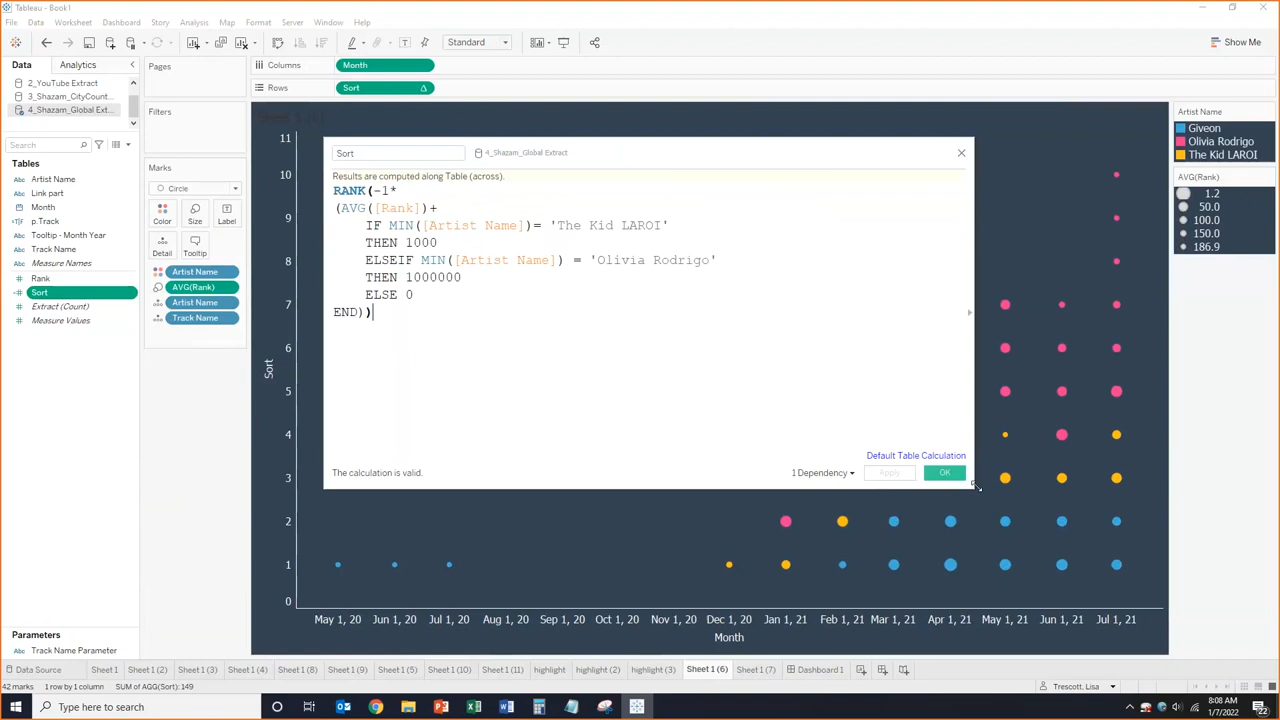 Tableau - Book1
File Data Worksheet Dashboard Story Analysis Map Format Server Window Help
Standard
Show Me
Data Analytics
2_YouTube Extract
3_Shazam_CityCount...
4_Shazam_Global Ext...
Search
Tables
Abc Artist Name
Abc Link part
Month
p.Track
Abc Tooltip - Month Year
Abc Track Name
Abc Measure Names
# Rank
Sort
# Extract (Count)
# Measure Values
Parameters
Abc Track Name Parameter
Pages
Filters
Marks
Circle
Color Size Label
Detail Tooltip
Artist Name
AVG(Rank)
Artist Name
Track Name
Columns Month
Rows Sort Δ
Sort 4_Shazam_Global Extract
Results are computed along Table (across).
RANK(-1*
(AVG([Rank])+
IF MIN([Artist Name])= 'The Kid LAROI'
THEN 1000
ELSEIF MIN([Artist Name]) = 'Olivia Rodrigo'
THEN 1000000
ELSE 0
END))
Default Table Calculation
The calculation is valid. 1 Dependency Apply OK
11
10
9
8
7
6
5
4
3
2
1
0
Sort
May 1, 20 Jun 1, 20 Jul 1, 20 Aug 1, 20 Sep 1, 20 Oct 1, 20 Nov 1, 20 Dec 1, 20 Jan 1, 21 Feb 1, 21 Mar 1, 21 Apr 1, 21 May 1, 21 Jun 1, 21 Jul 1, 21
Month
Artist Name
Giveon
Olivia Rodrigo
The Kid LAROI
AVG(Rank)
1.2
50.0
100.0
150.0
186.9
Data Source Sheet 1 Sheet 1 (2) Sheet 1 (3) Sheet 1 (4) Sheet 1 (8) Sheet 1 (9) Sheet 1 (5) Sheet 1 (10) Sheet 1 (11) highlight highlight (2) highlight (3) Sheet 1 (6) Sheet 1 (7) Dashboard 1
42 marks 1 row by 1 column SUM of AGG(Sort): 149 Trescott, Lisa
Type here to search
8:08 AM
1/7/2022
22